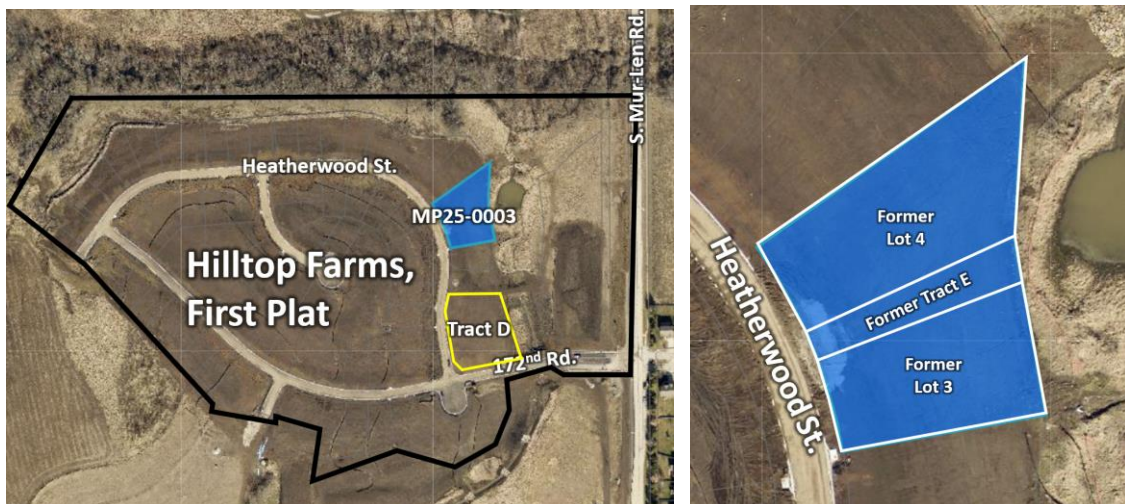 S. Mur-Len Rd.
Heatherwood St.
MP25-0003
Hilltop Farms,
First Plat
Tract D
172nd Rd.
Former
Lot 4
Former Tract E
Former
Lot 3
Heatherwood St.